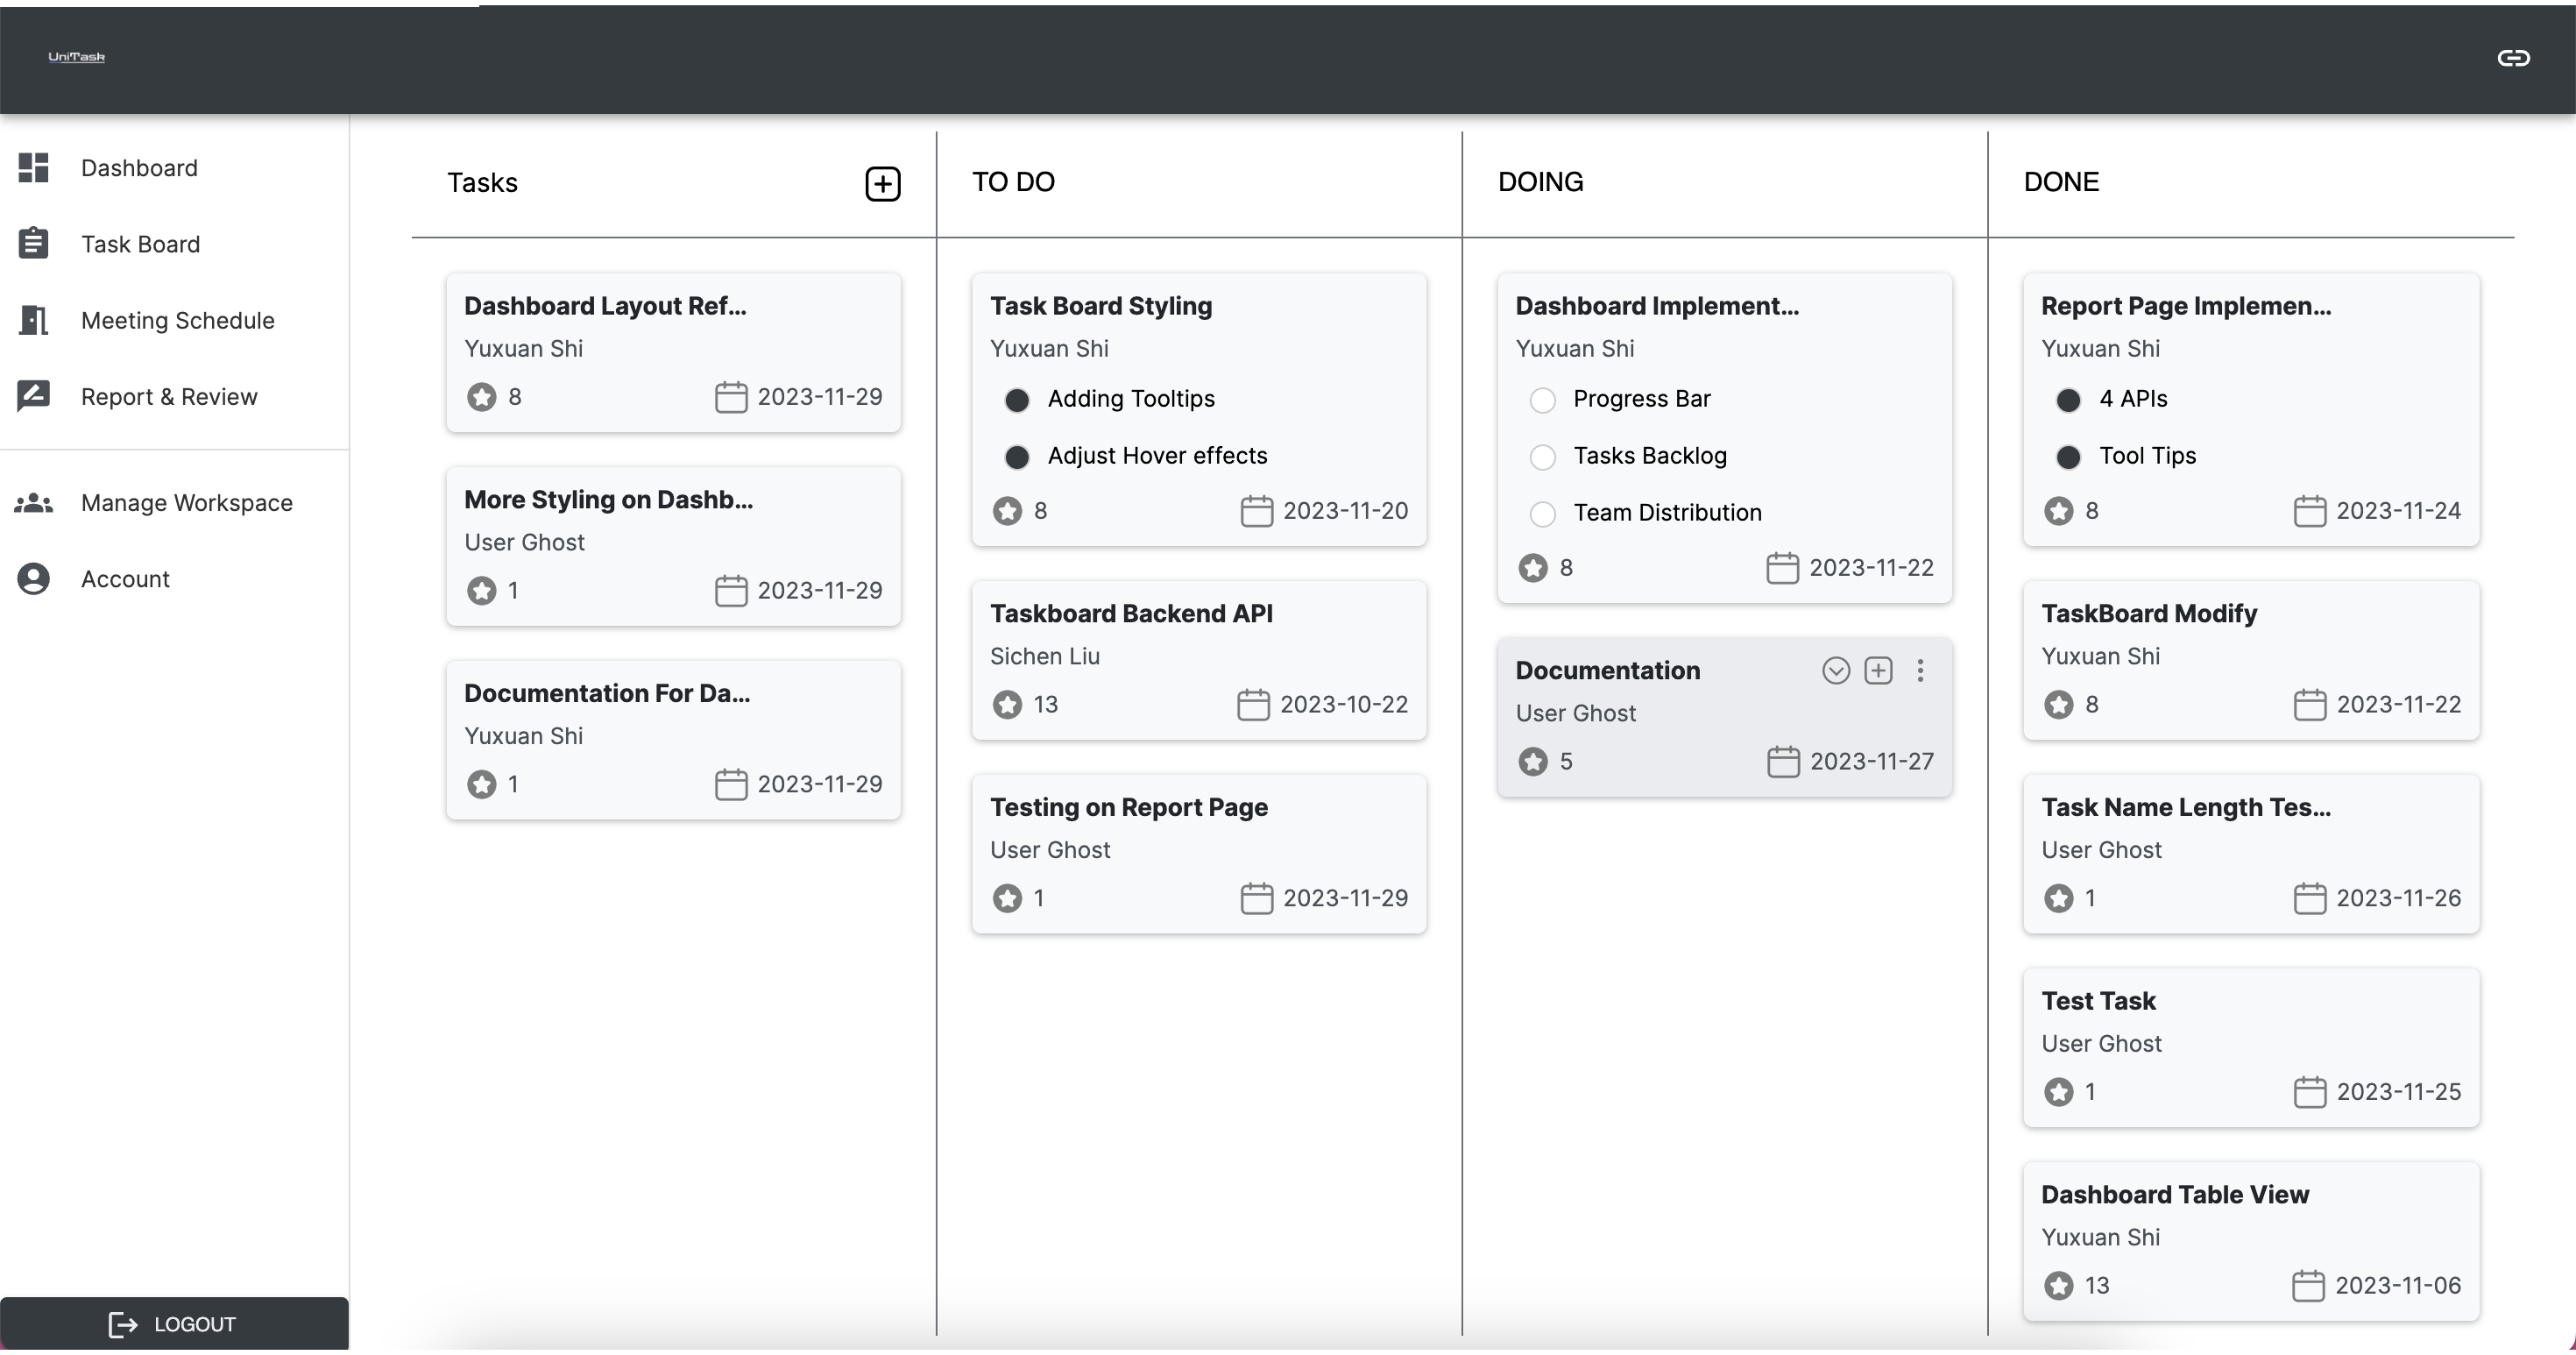 UniTask
Dashboard
Task Board
Meeting Schedule
Report & Review
Manage Workspace
Account
LOGOUT
Tasks
Dashboard Layout Ref...
Yuxuan Shi
8 2023-11-29
More Styling on Dashb...
User Ghost
1 2023-11-29
Documentation For Da...
Yuxuan Shi
1 2023-11-29
TO DO
Task Board Styling
Yuxuan Shi
Adding Tooltips
Adjust Hover effects
8 2023-11-20
Taskboard Backend API
Sichen Liu
13 2023-10-22
Testing on Report Page
User Ghost
1 2023-11-29
DOING
Dashboard Implement...
Yuxuan Shi
Progress Bar
Tasks Backlog
Team Distribution
8 2023-11-22
Documentation
User Ghost
5 2023-11-27
DONE
Report Page Implemen...
Yuxuan Shi
4 APIs
Tool Tips
8 2023-11-24
TaskBoard Modify
Yuxuan Shi
8 2023-11-22
Task Name Length Tes...
User Ghost
1 2023-11-26
Test Task
User Ghost
1 2023-11-25
Dashboard Table View
Yuxuan Shi
13 2023-11-06